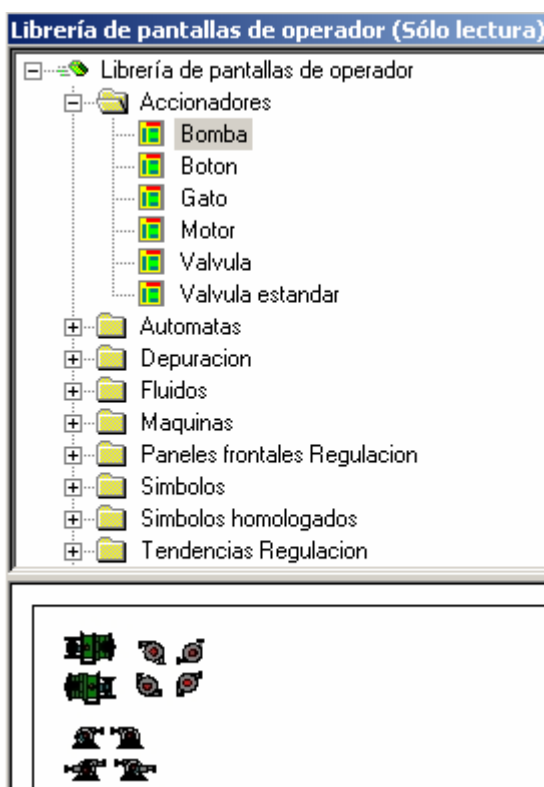 Librería de pantallas de operador (Sólo lectura)
Librería de pantallas de operador
Accionadores
Bomba
Boton
Gato
Motor
Valvula
Valvula estandar
Automatas
Depuracion
Fluidos
Maquinas
Paneles frontales Regulacion
Simbolos
Simbolos homologados
Tendencias Regulacion